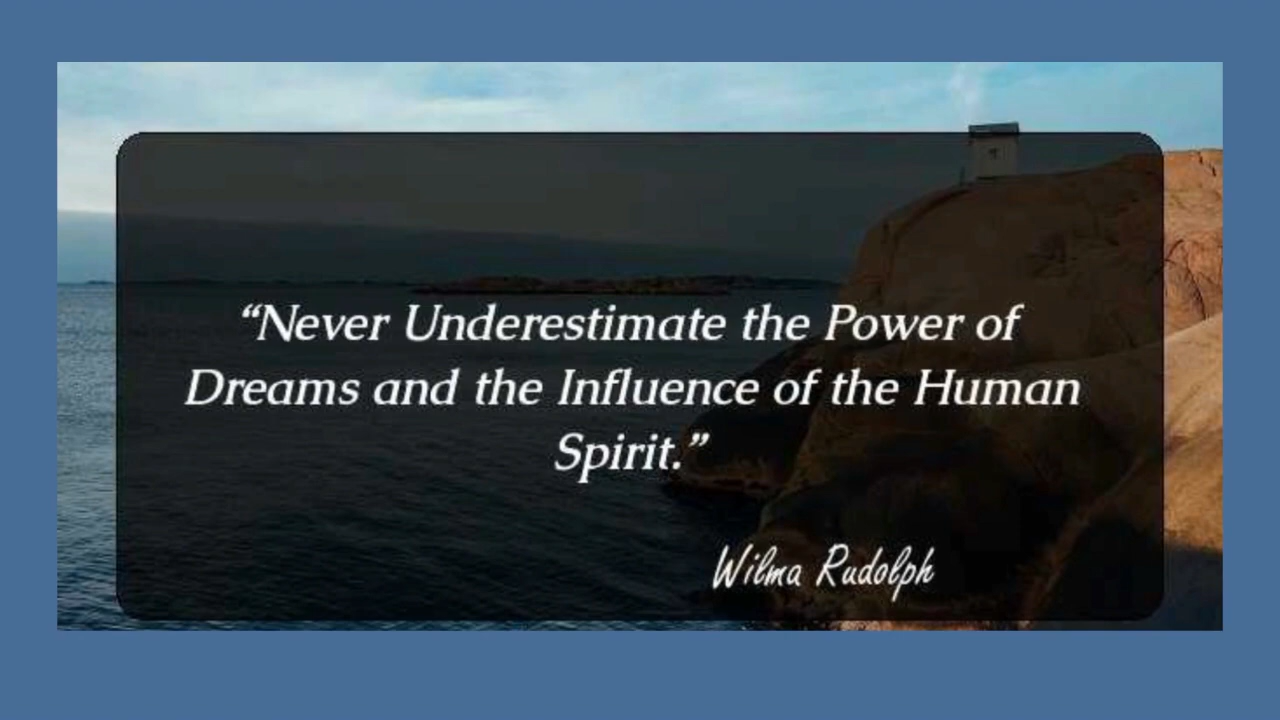 “Never Underestimate the Power of
Dreams and the Influence of the Human
Spirit.”
Wilma Rudolph